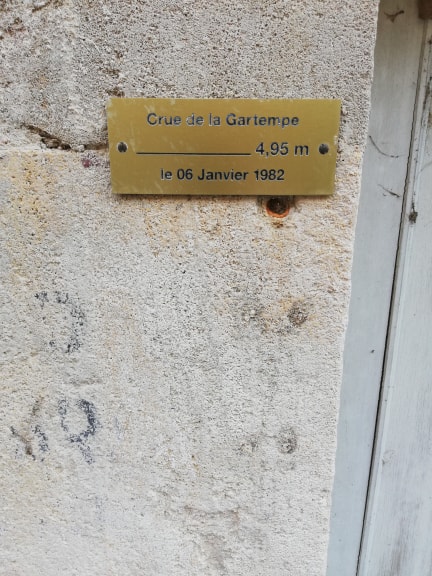 Crue de la Gartempe
4,95 m
le 06 Janvier 1982